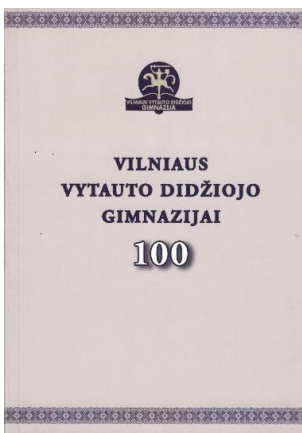 VILNIAUS VYTAUTO DIDŽIOJO
GIMNAZIJA
VILNIAUS
VYTAUTO DIDŽIOJO
GIMNAZIJAI
100